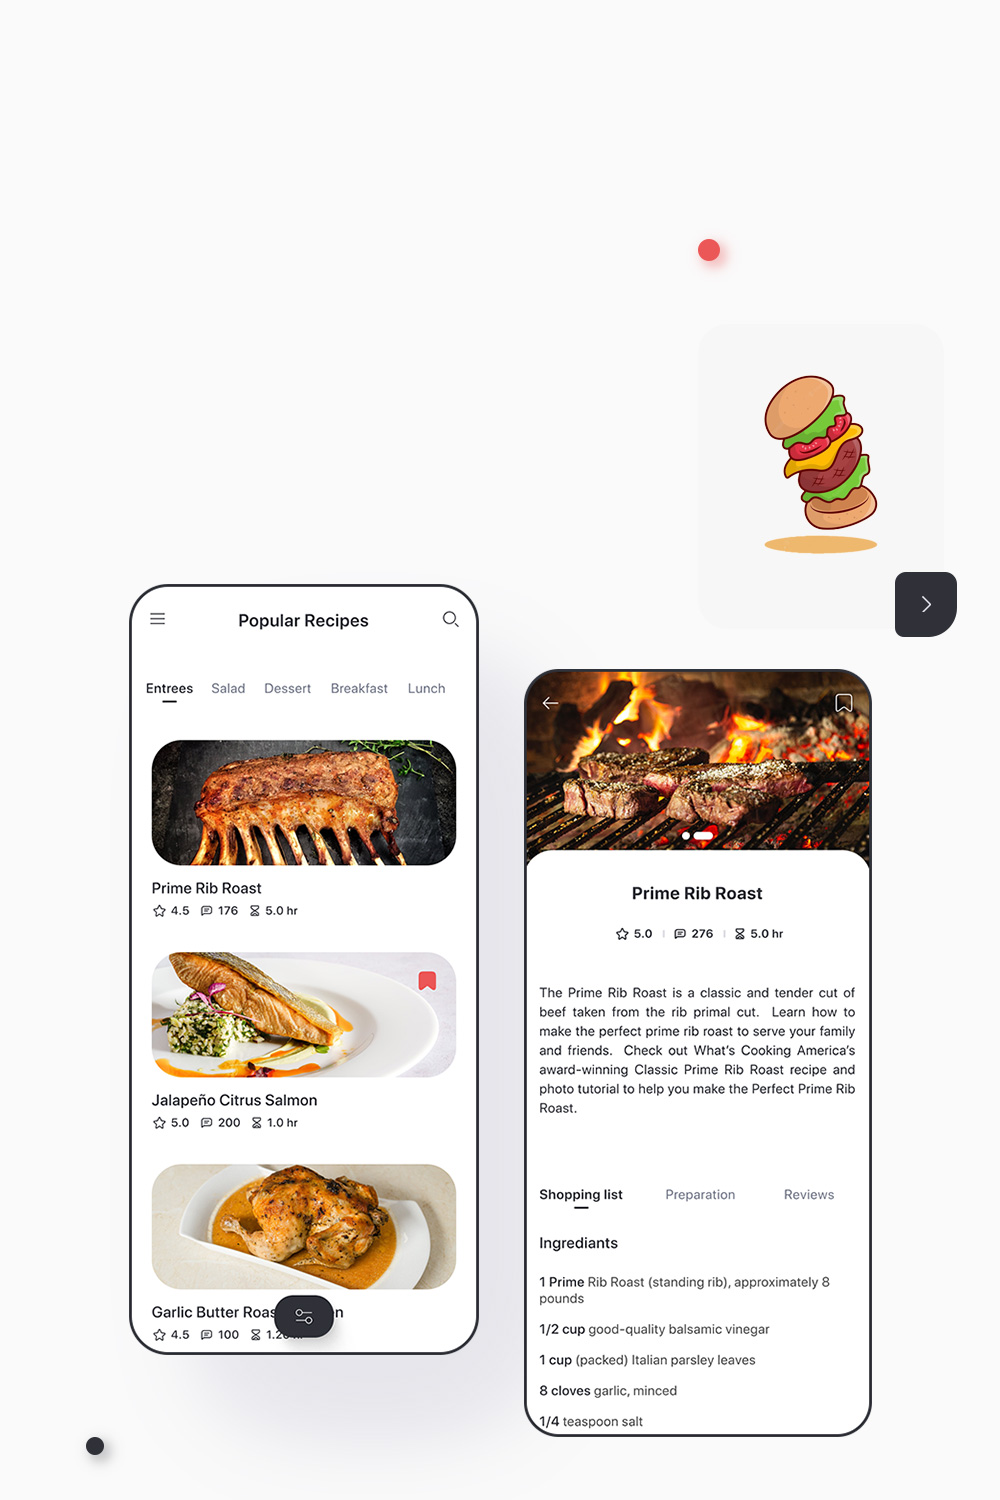 Popular Recipes
Entrees Salad Dessert Breakfast Lunch
Prime Rib Roast
4.5 176 5.0 hr
Jalapeño Citrus Salmon
5.0 200 1.0 hr
Garlic Butter
4.5 100
Prime Rib Roast
5.0 276 5.0 hr
The Prime Rib Roast is a classic and tender cut of
beef taken from the rib primal cut. Learn how to
make the perfect prime rib roast to serve your family
and friends. Check out What's Cooking America's
award-winning Classic Prime Rib Roast recipe and
photo tutorial to help you make the Perfect Prime Rib
Roast.
Shopping list Preparation Reviews
Ingrediants
1 Prime Rib Roast (standing rib), approximately 8
pounds
1/2 cup good-quality balsamic vinegar
1 cup (packed) Italian parsley leaves
8 cloves garlic, minced
1/4 teaspoon salt